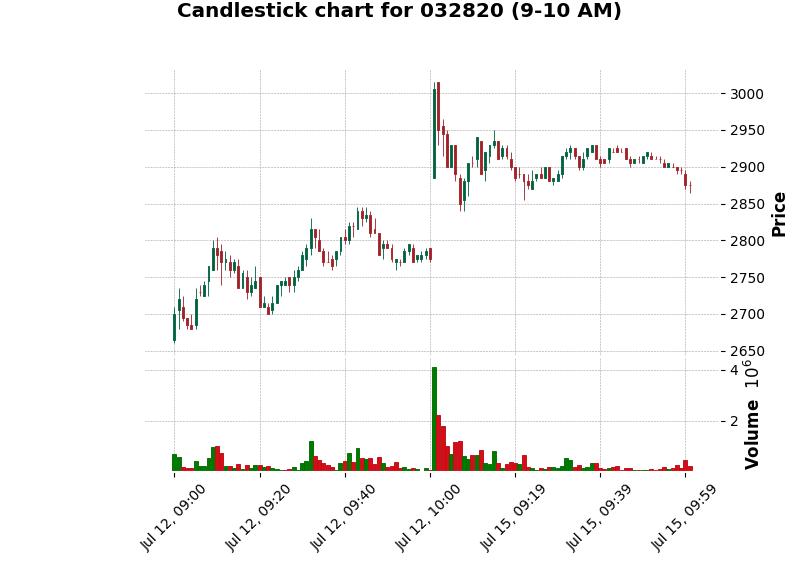 Candlestick chart for 032820 (9-10 AM)
3000
2950
2900
2850
2800
2750
2700
2650
Price
4
2
Volume 10^6
Jul 12, 09:00
Jul 12, 09:20
Jul 12, 09:40
Jul 12, 10:00
Jul 15, 09:19
Jul 15, 09:39
Jul 15, 09:59